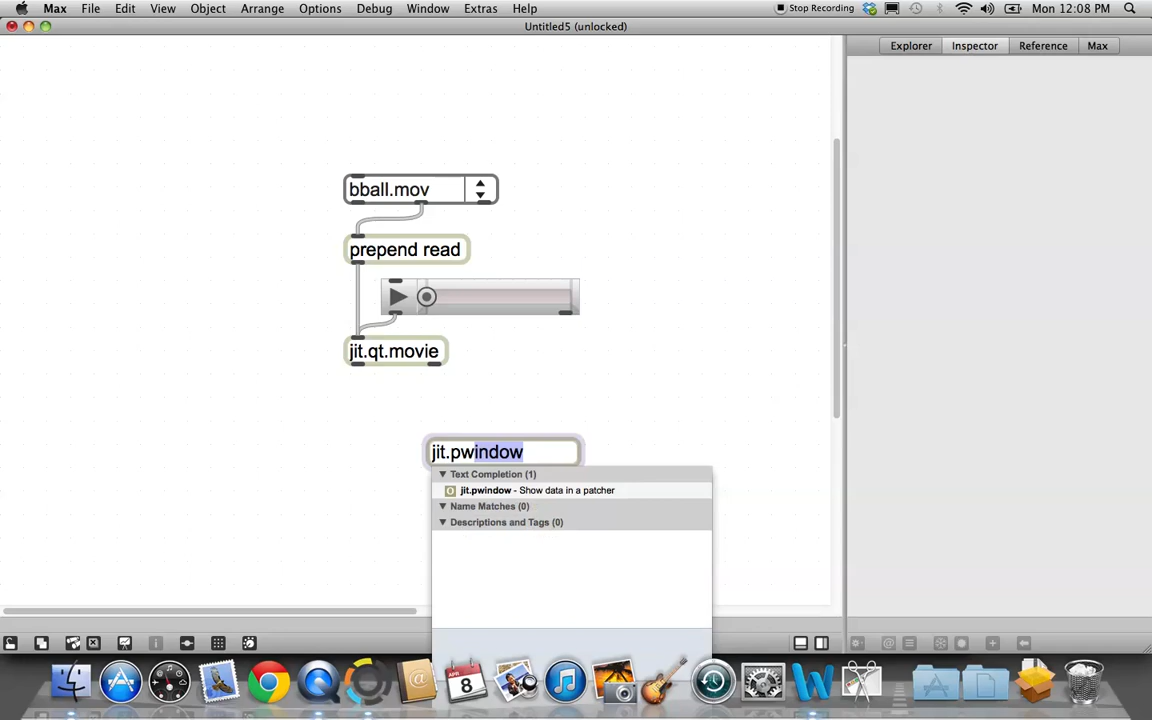 Max File Edit View Object Arrange Options Debug Window Extras Help Stop Recording Mon 12:08 PM
Untitled5 (unlocked)
Explorer Inspector Reference Max
bball.mov
prepend read
jit.qt.movie
jit.pwindow
Text Completion (1)
jit.pwindow - Show data in a patcher
Name Matches (0)
Descriptions and Tags (0)
APR
8